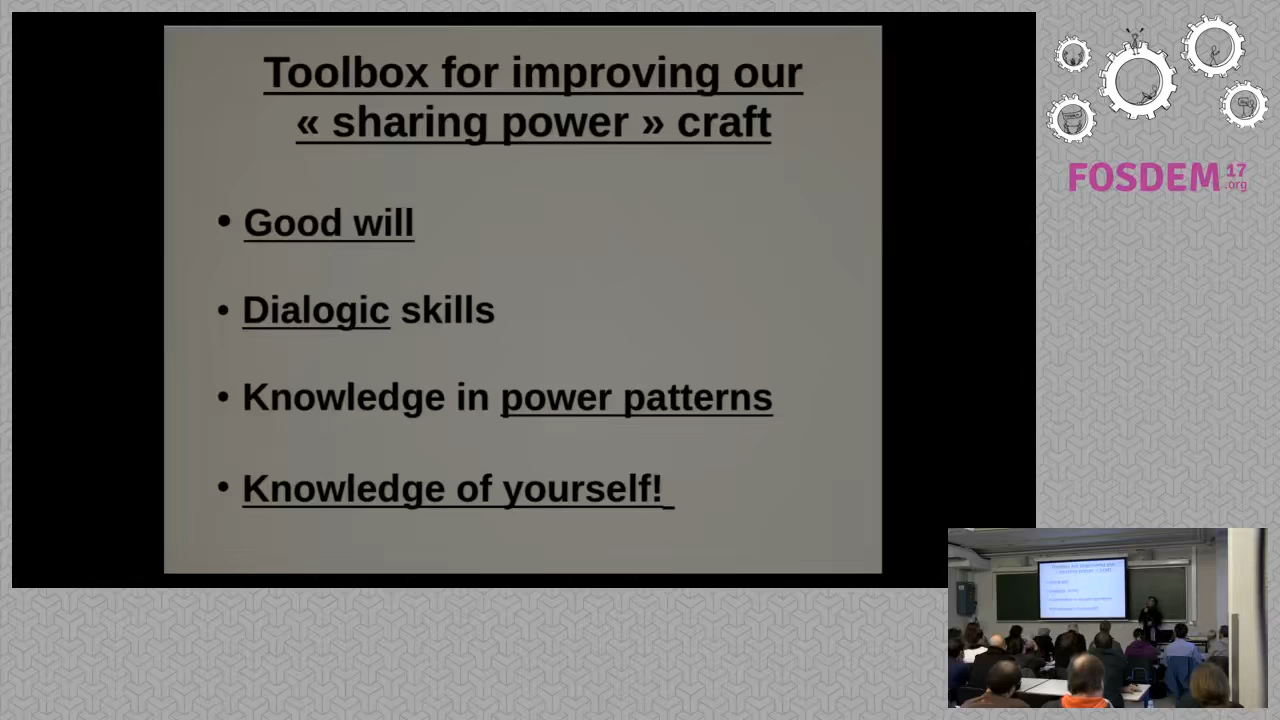 Toolbox for improving our
« sharing power » craft
• Good will
• Dialogic skills
• Knowledge in power patterns
• Knowledge of yourself!
FOSDEM 17
.org